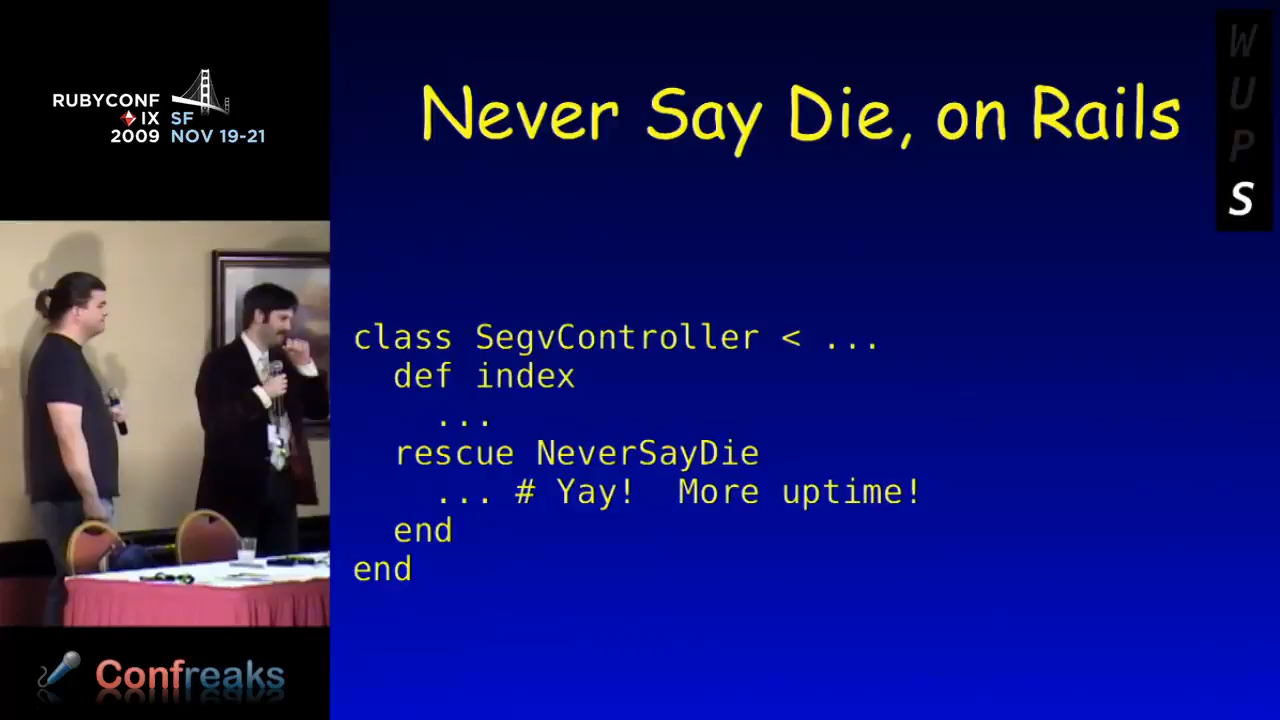 RUBYCONF
IX SF
2009 NOV 19-21
Never Say Die, on Rails
W
U
P
S
class SegvController < ...
  def index
    ...
  rescue NeverSayDie
    ... # Yay!  More uptime!
  end
end
Confreaks